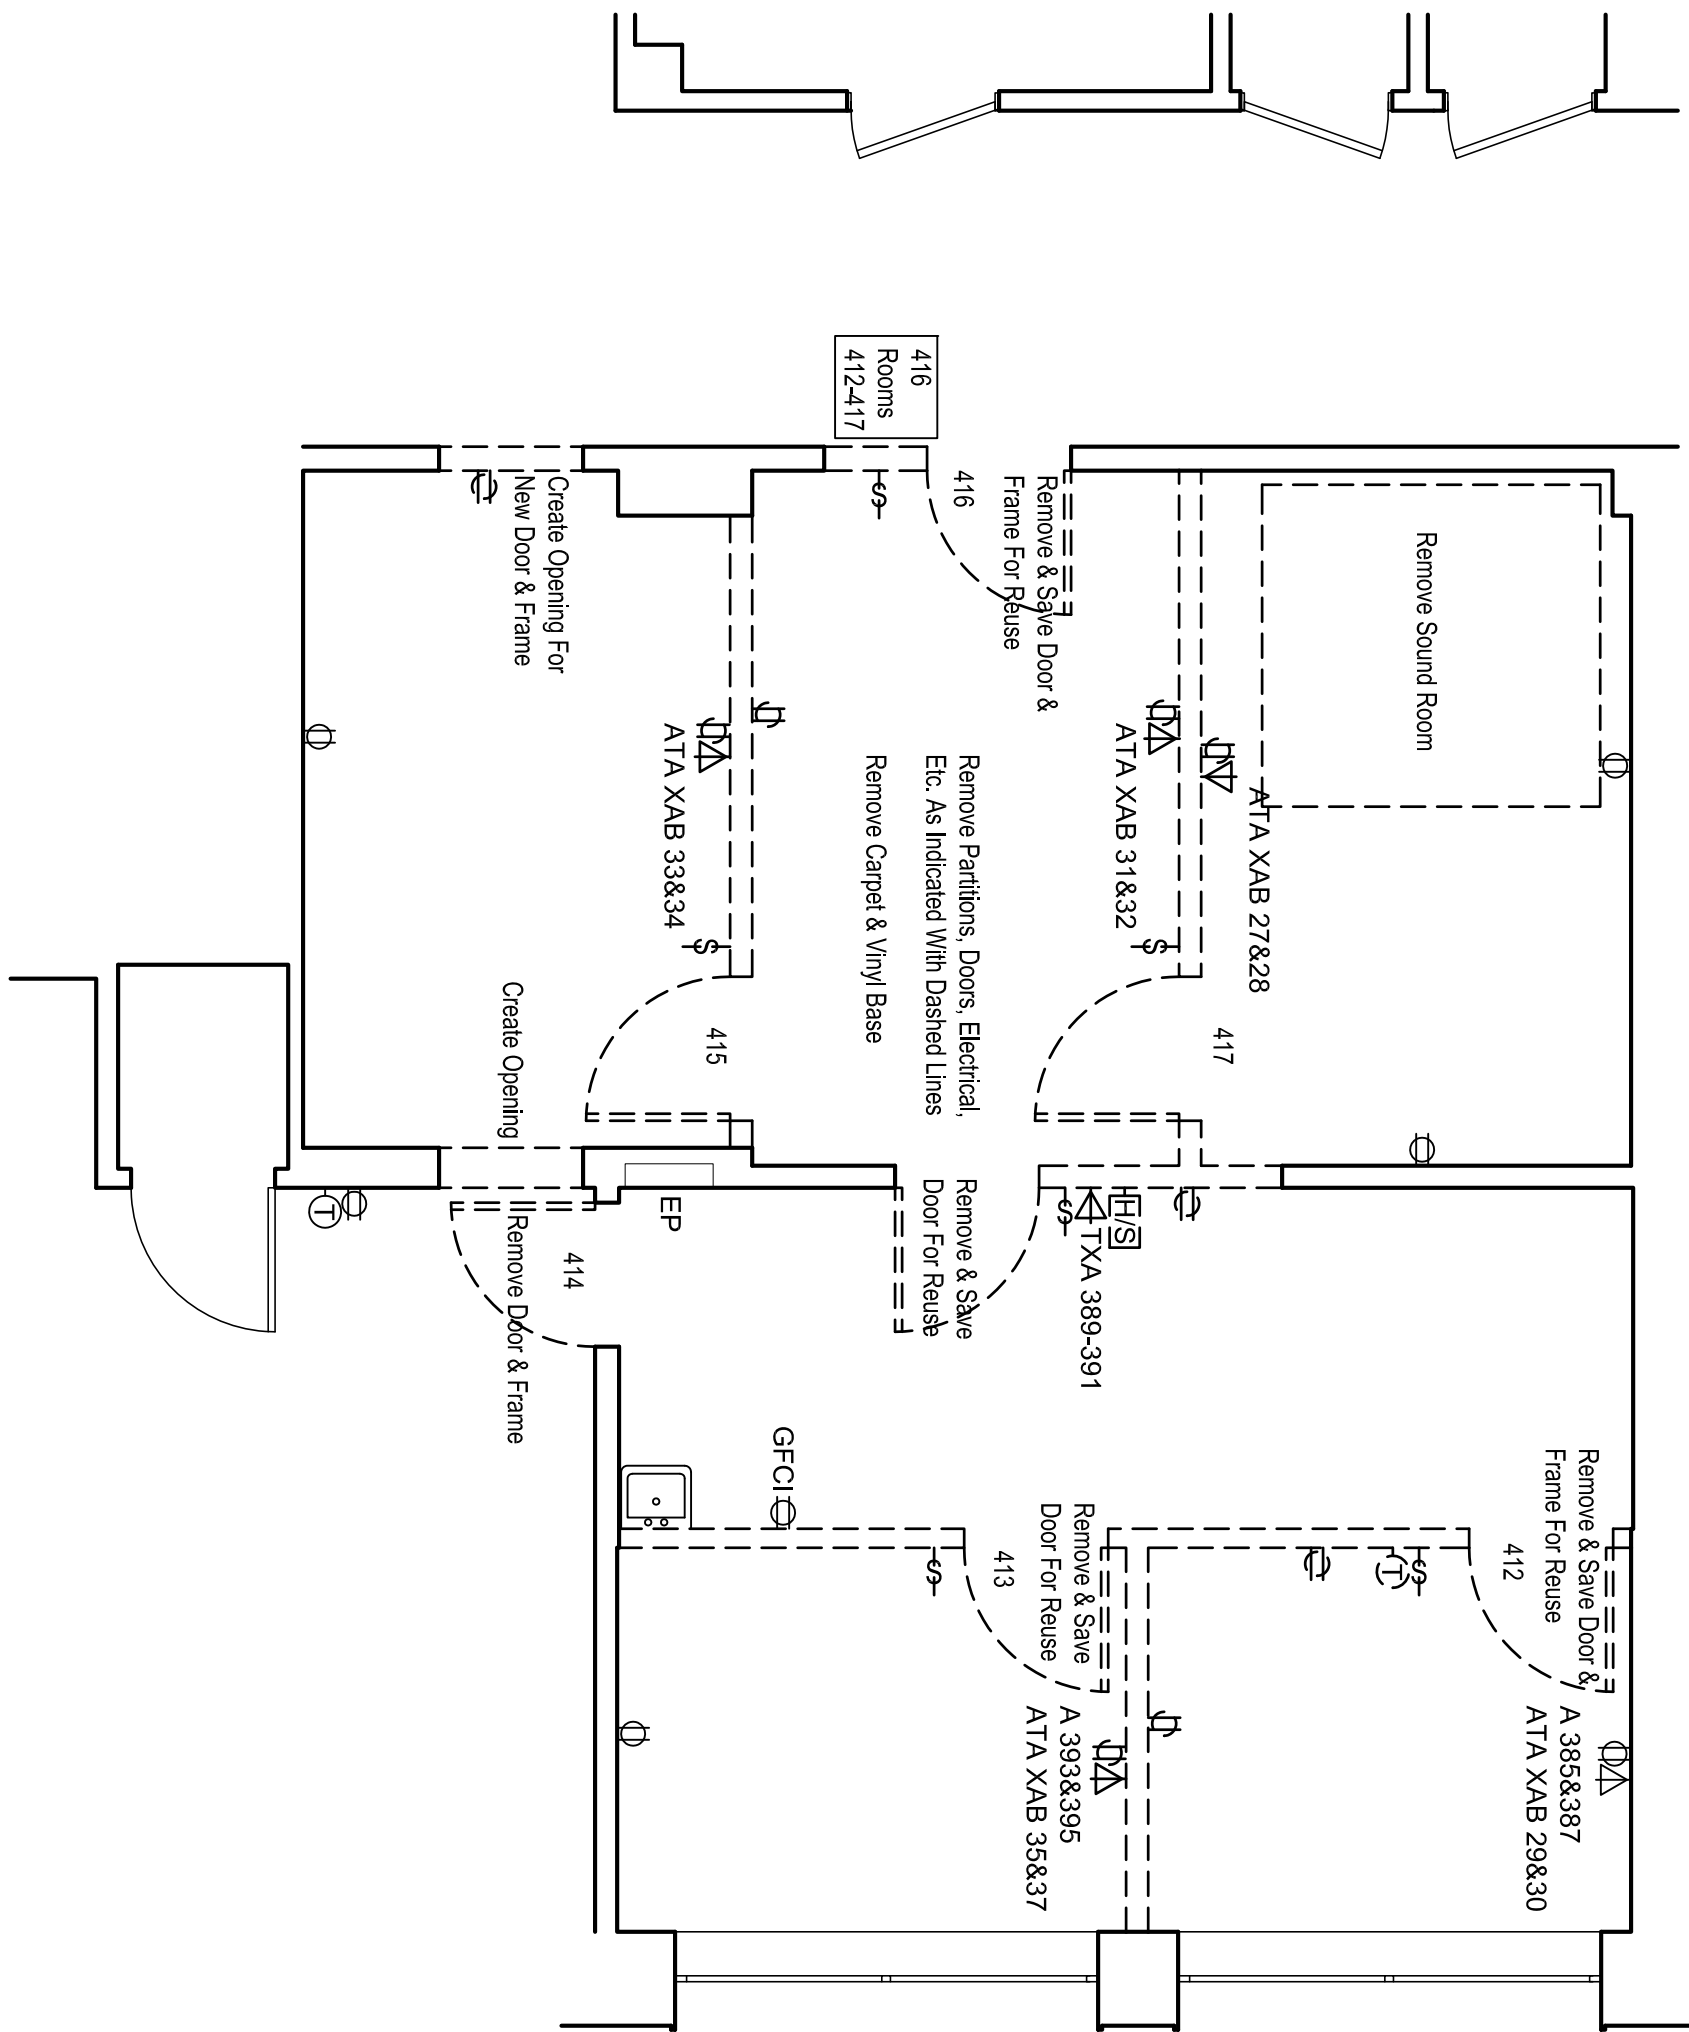 416
Rooms
412-417
416
Remove & Save Door &
Frame For Reuse
Create Opening For
New Door & Frame
Remove Sound Room
S
ATA XAB 27&28
ATA XAB 31&32
S
ATA XAB 33&34
S
Remove Partitions, Doors, Electrical,
Etc. As Indicated With Dashed Lines
Remove Carpet & Vinyl Base
417
415
Create Opening
Remove & Save
Door For Reuse
EP
T
H/S
S
TXA 389-391
414
Remove Door & Frame
GFCI
Remove & Save Door &
Frame For Reuse
412
S
T
Remove & Save
Door For Reuse
413
S
A 385&387
ATA XAB 29&30
A 393&395
ATA XAB 35&37